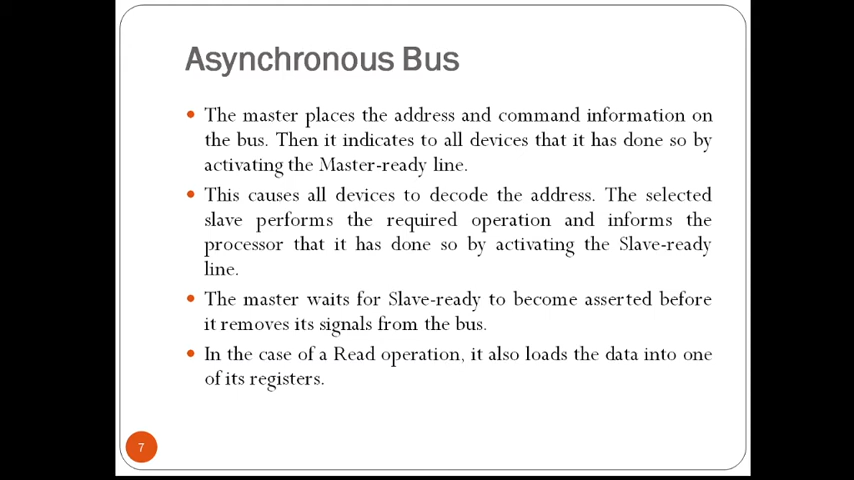 Asynchronous Bus
• The master places the address and command information on
the bus. Then it indicates to all devices that it has done so by
activating the Master-ready line.
• This causes all devices to decode the address. The selected
slave performs the required operation and informs the
processor that it has done so by activating the Slave-ready
line.
• The master waits for Slave-ready to become asserted before
it removes its signals from the bus.
• In the case of a Read operation, it also loads the data into one
of its registers.
7